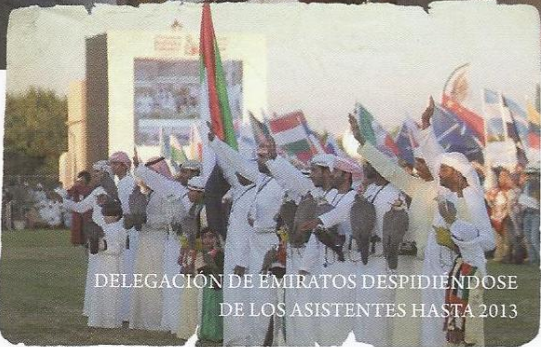 DELEGACIÓN DE EMIRATOS DESPIDIÉNDOSE
DE LOS ASISTENTES HASTA 2013